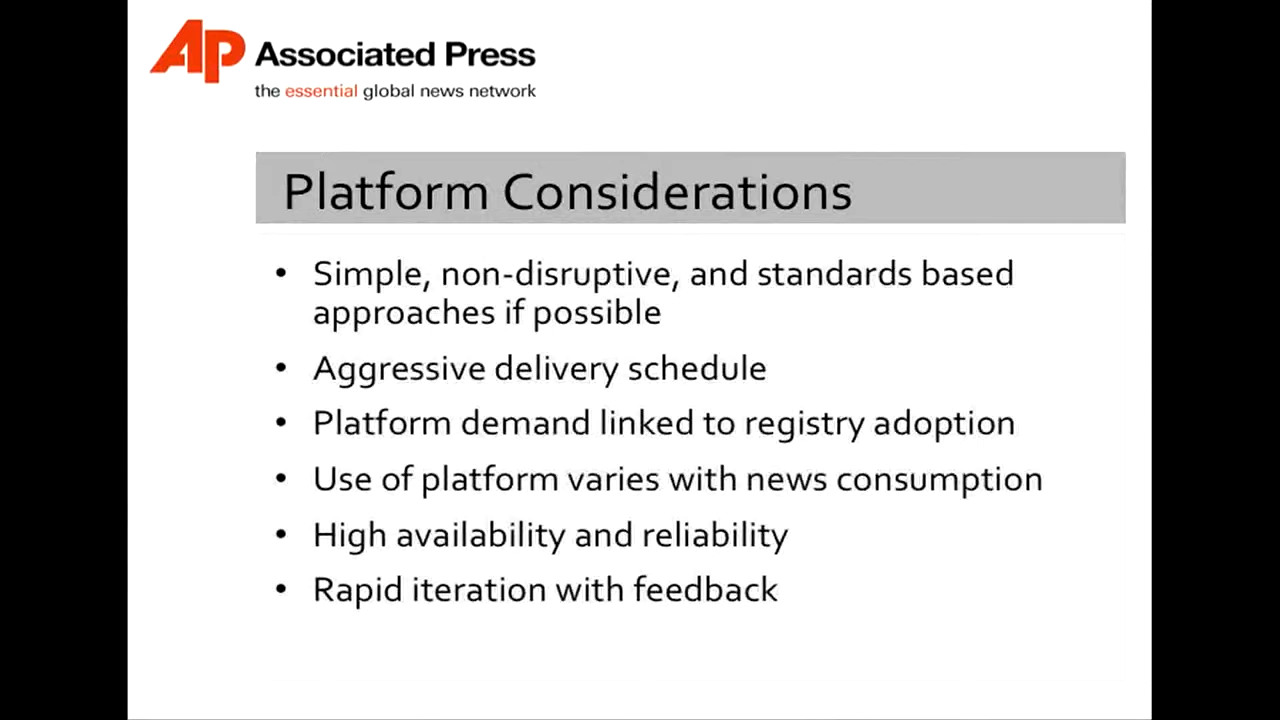 AP Associated Press
the essential global news network
Platform Considerations
• Simple, non-disruptive, and standards based
approaches if possible
• Aggressive delivery schedule
• Platform demand linked to registry adoption
• Use of platform varies with news consumption
• High availability and reliability
• Rapid iteration with feedback